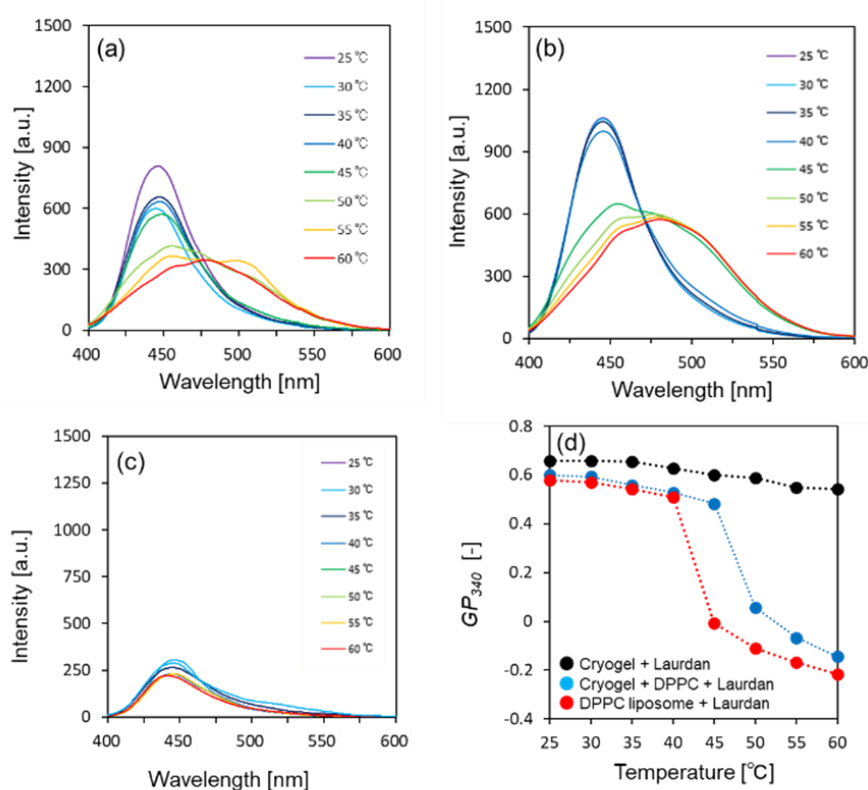 (a)
Intensity [a.u.]
1500
1200
900
600
300
0
25 ℃
30 ℃
35 ℃
40 ℃
45 ℃
50 ℃
55 ℃
60 ℃
400 450 500 550 600
Wavelength [nm]
(b)
Intensity [a.u.]
1500
1200
900
600
300
0
25 ℃
30 ℃
35 ℃
40 ℃
45 ℃
50 ℃
55 ℃
60 ℃
400 450 500 550 600
Wavelength [nm]
(c)
Intensity [a.u.]
1500
1250
1000
750
500
250
0
25 ℃
30 ℃
35 ℃
40 ℃
45 ℃
50 ℃
55 ℃
60 ℃
400 450 500 550 600
Wavelength [nm]
(d)
GP340 [-]
0.8
0.6
0.4
0.2
0
-0.2
-0.4
Cryogel + Laurdan
Cryogel + DPPC + Laurdan
DPPC liposome + Laurdan
25 30 35 40 45 50 55 60
Temperature [℃]